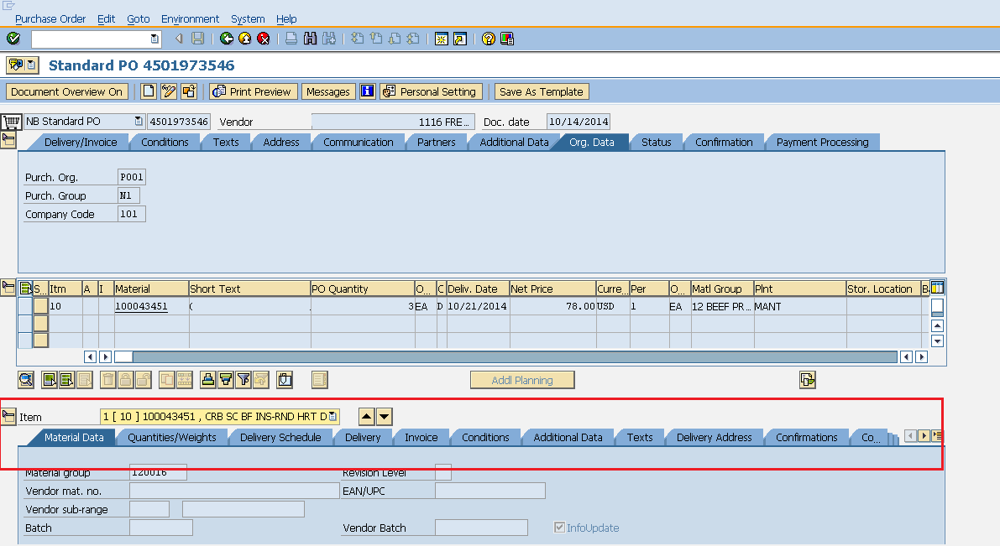 Purchase Order Edit Goto Environment System Help
Standard PO 4501973546
Document Overview On Print Preview Messages Personal Setting Save As Template
NB Standard PO 4501973546 Vendor 1116 FRE... Doc. date 10/14/2014
Delivery/Invoice Conditions Texts Address Communication Partners Additional Data Org. Data Status Confirmation Payment Processing
Purch. Org. P001
Purch. Group N1
Company Code 101
S... Itm A I Material Short Text PO Quantity O... C Deliv. Date Net Price Curre... Per O... Matl Group Plnt Stor. Location B
10 100043451 ( 3 EA D 10/21/2014 78.00 USD 1 EA 12 BEEF PR... MANT
Addl Planning
Item 1 [ 10 ] 100043451 , CRB SC BF INS-RND HRT D
Material Data Quantities/Weights Delivery Schedule Delivery Invoice Conditions Additional Data Texts Delivery Address Confirmations Co...
Material group 120016 Revision Level
Vendor mat. no. EAN/UPC
Vendor sub-range
Batch Vendor Batch InfoUpdate